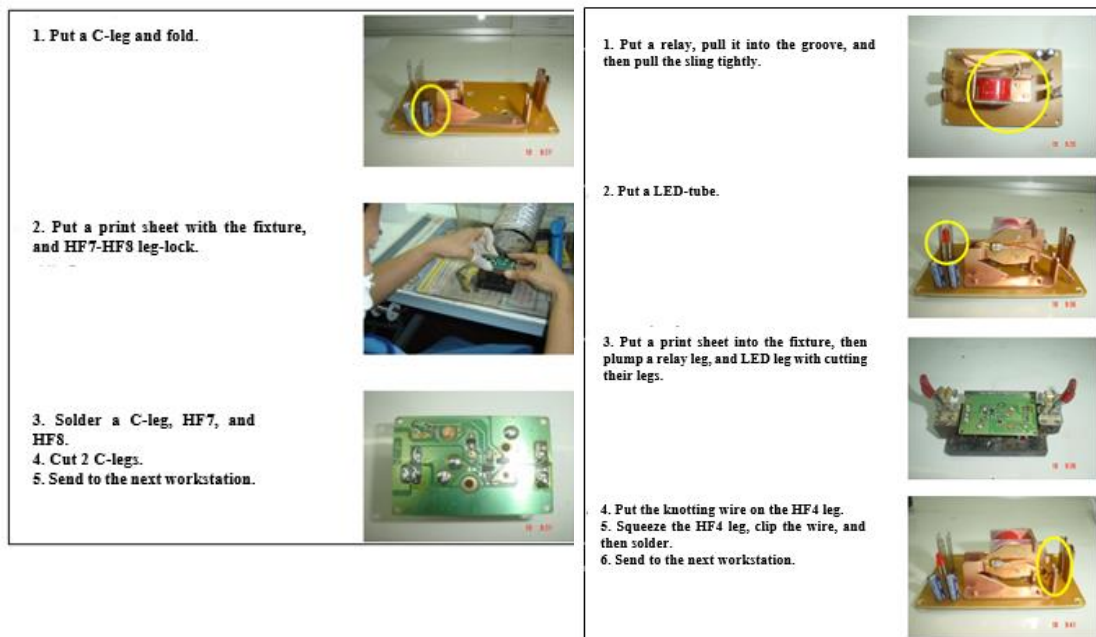 1. Put a C-leg and fold.
2. Put a print sheet with the fixture,
and HF7-HF8 leg-lock.
3. Solder a C-leg, HF7, and
HF8.
4. Cut 2 C-legs.
5. Send to the next workstation.
1. Put a relay, pull it into the groove, and
then pull the sling tightly.
2. Put a LED-tube.
3. Put a print sheet into the fixture, then
plump a relay leg, and LED leg with cutting
their legs.
4. Put the knotting wire on the HF4 leg.
5. Squeeze the HF4 leg, clip the wire, and
then solder.
6. Send to the next workstation.